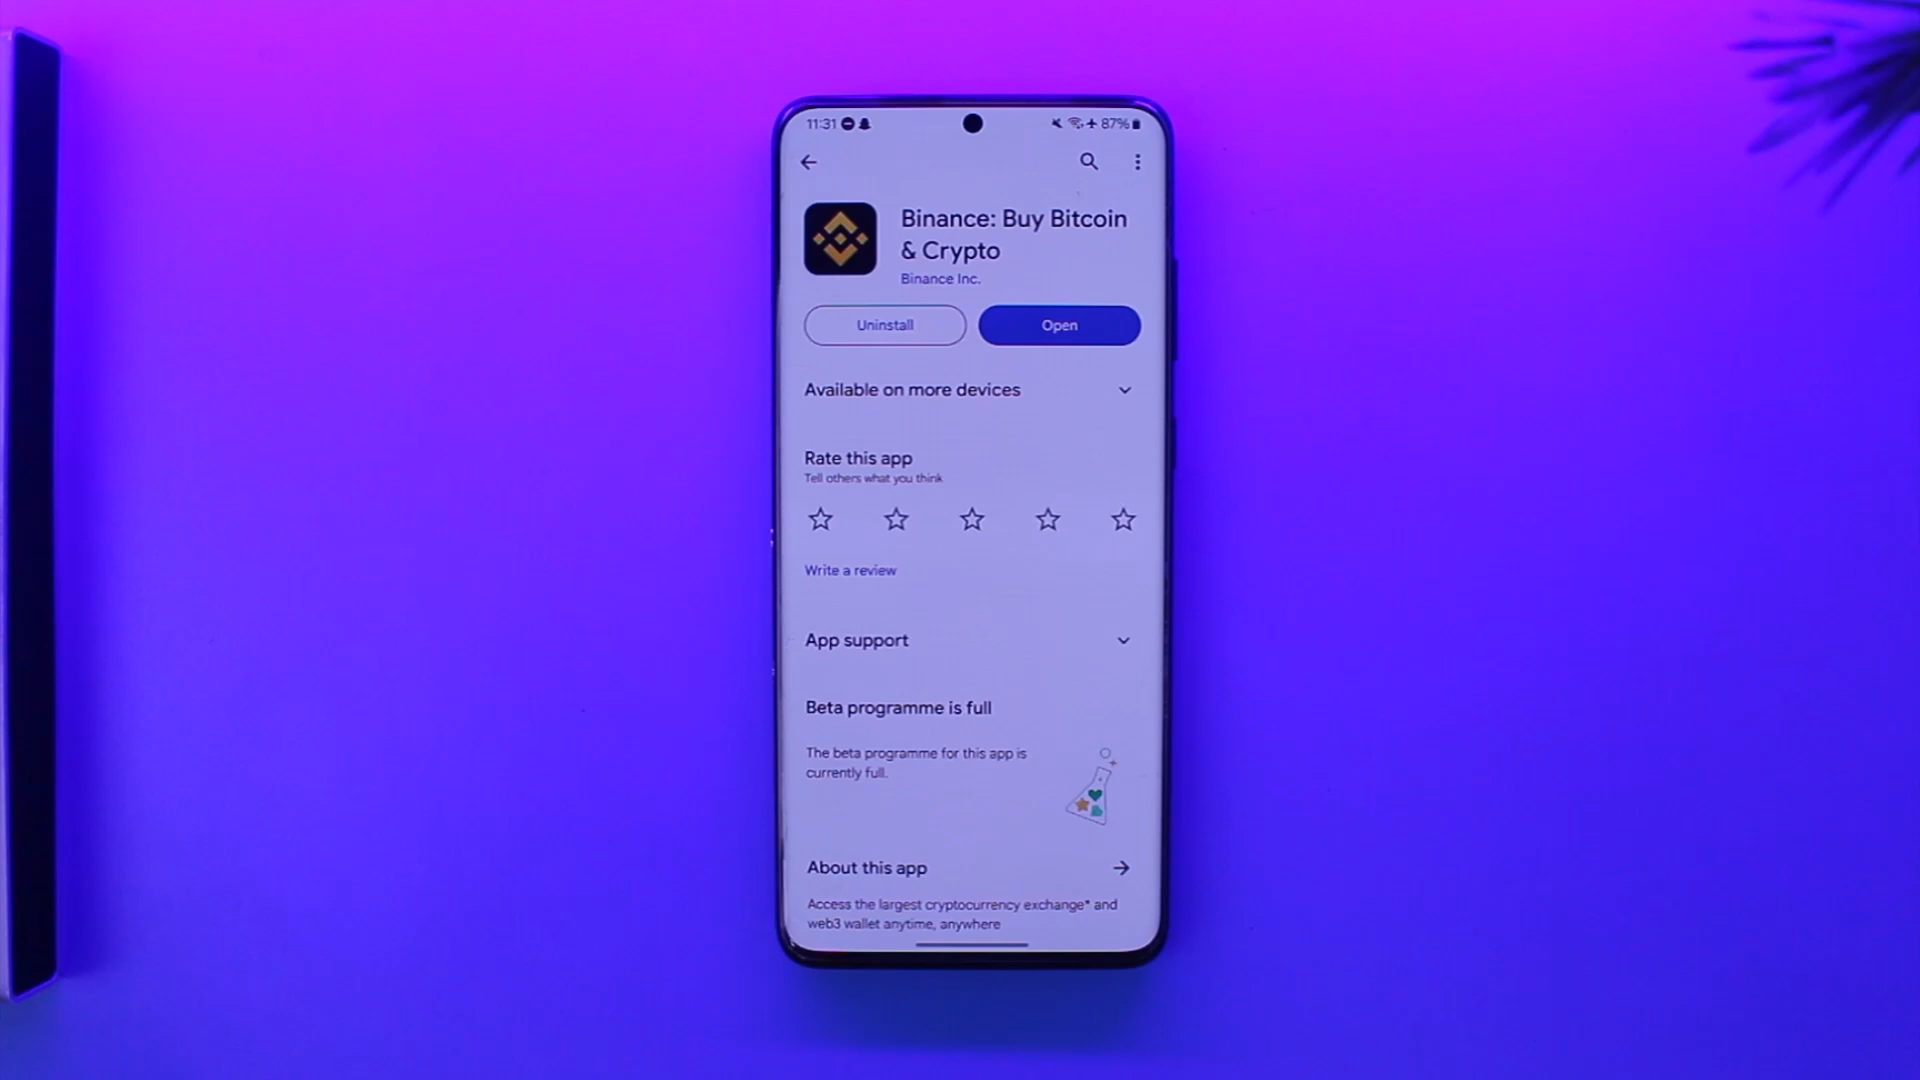 11:31 87%
Binance: Buy Bitcoin
& Crypto
Binance Inc.
Uninstall Open
Available on more devices
Rate this app
Tell others what you think
Write a review
App support
Beta programme is full
The beta programme for this app is
currently full.
About this app
Access the largest cryptocurrency exchange* and
web3 wallet anytime, anywhere